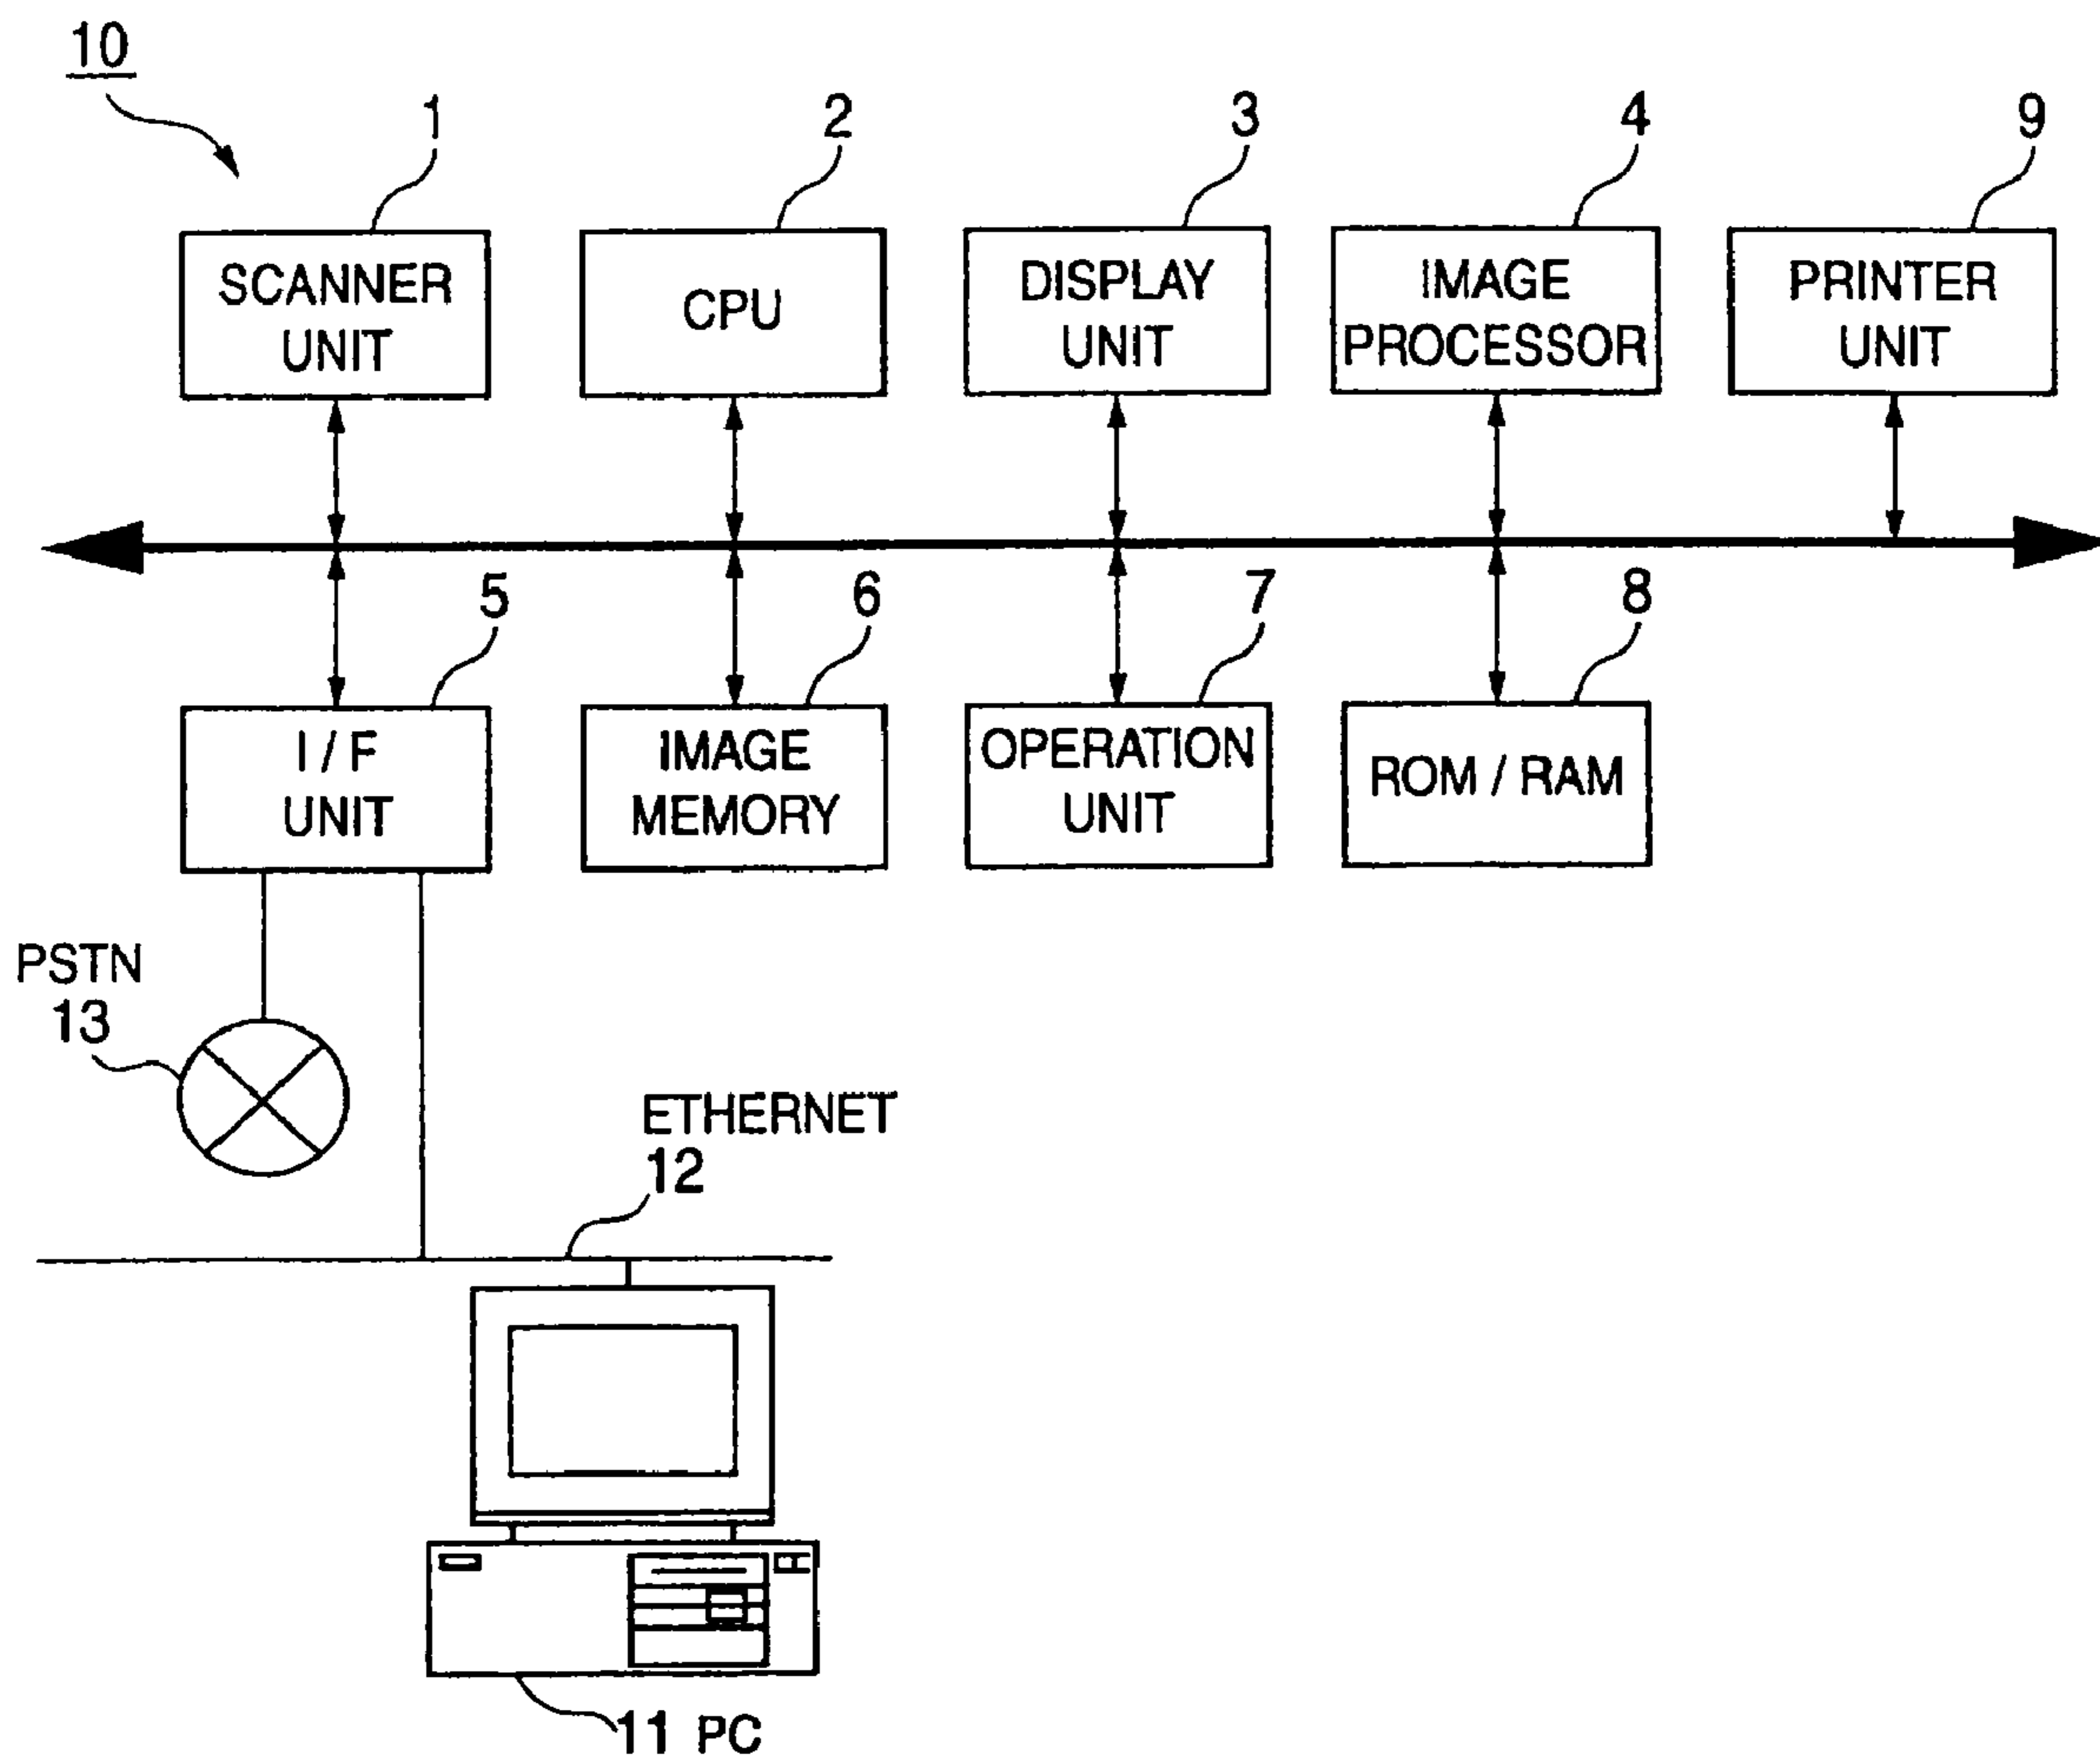 10
1
2
3
4
9
SCANNER
UNIT
CPU
DISPLAY
UNIT
IMAGE
PROCESSOR
PRINTER
UNIT
5
6
7
8
I / F
UNIT
IMAGE
MEMORY
OPERATION
UNIT
ROM / RAM
PSTN
13
ETHERNET
12
11 PC